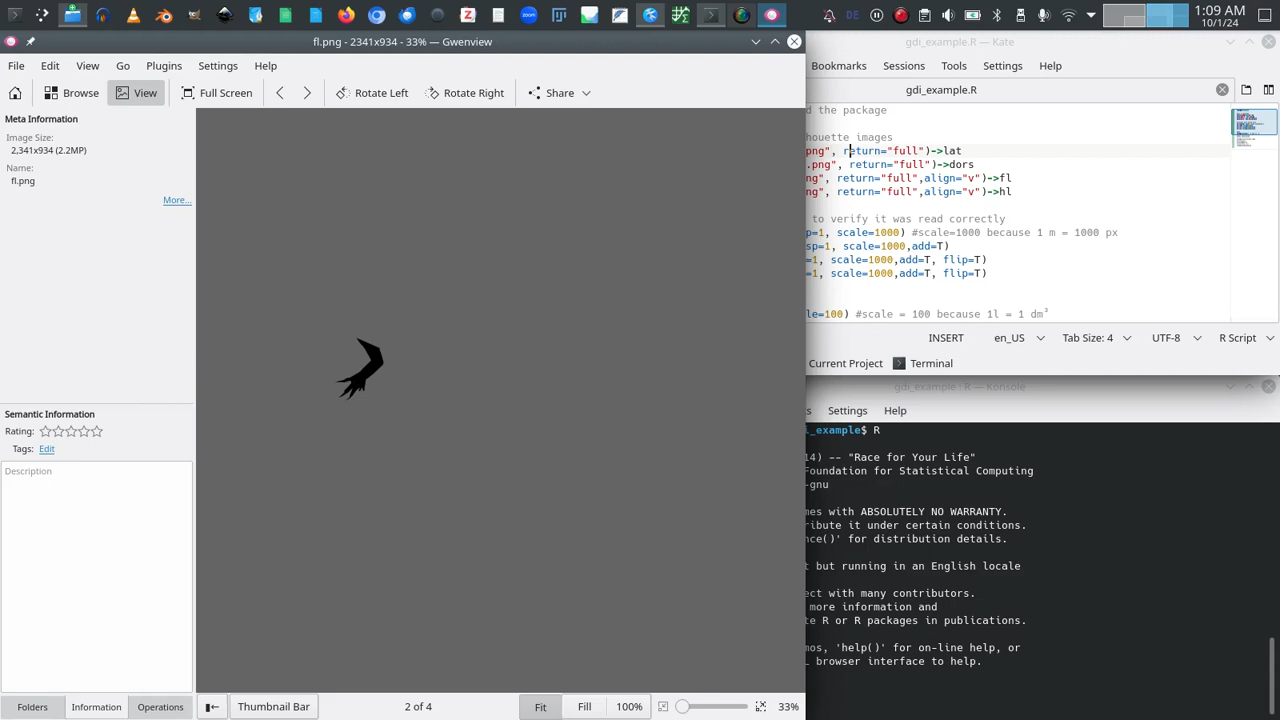 DE
1:09 AM
10/1/24
fl.png - 2341x934 - 33% — Gwenview
File Edit View Go Plugins Settings Help
Browse View Full Screen Rotate Left Rotate Right Share
Meta Information
Image Size:
2,341x934 (2.2MP)
Name:
fl.png
More...
Semantic Information
Rating:
Tags: Edit
Description
Folders Information Operations
Thumbnail Bar 2 of 4 Fit Fill 100% 33%
gdi_example.R — Kate
Bookmarks Sessions Tools Settings Help
gdi_example.R
d the package
houette images
png", return="full")->lat
.png", return="full")->dors
ng", return="full",align="v")->fl
ng", return="full",align="v")->hl
to verify it was read correctly
p=1, scale=1000) #scale=1000 because 1 m = 1000 px
sp=1, scale=1000,add=T)
=1, scale=1000,add=T, flip=T)
=1, scale=1000,add=T, flip=T)
le=100) #scale = 100 because 1l = 1 dm³
INSERT en_US Tab Size: 4 UTF-8 R Script
Current Project Terminal
gdi_example : R — Konsole
s Settings Help
i_example$ R
14) -- "Race for Your Life"
Foundation for Statistical Computing
-gnu
mes with ABSOLUTELY NO WARRANTY.
ribute it under certain conditions.
nce()' for distribution details.
t but running in an English locale
ect with many contributors.
more information and
te R or R packages in publications.
mos, 'help()' for on-line help, or
L browser interface to help.